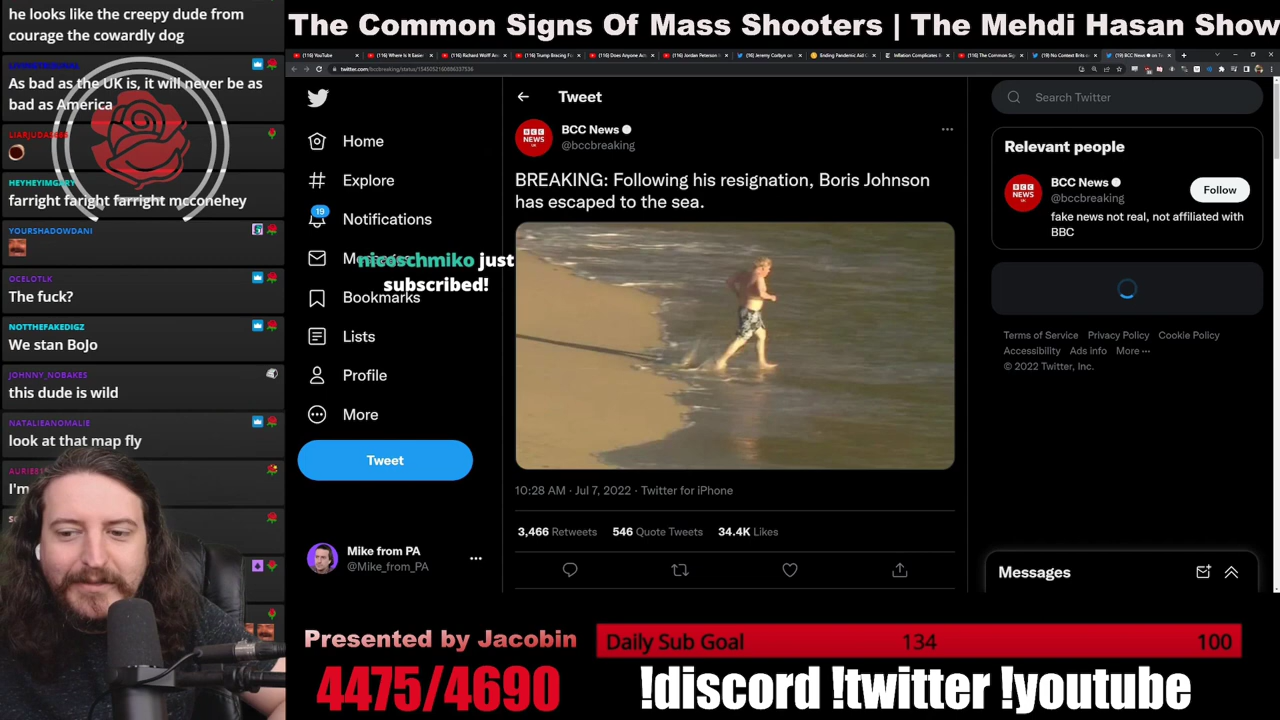 The Common Signs Of Mass Shooters | The Mehdi Hasan Show
he looks like the creepy dude from
courage the cowardly dog
As bad as the UK is, it will never be as
bad as America
HEYHEYIMGARY
farright faright farright mcconehey
YOURSHADOWDANI
OCELOTLK
The fuck?
NOTTHEFAKEDIGZ
We stan BoJo
JOHNNY_NOBAKES
this dude is wild
NATALIEANOMALIE
look at that map fly
I'm
Home
Explore
19
Notifications
nicoschmiko just
subscribed!
Bookmarks
Lists
Profile
More
Tweet
Mike from PA
@Mike_from_PA
Tweet
BCC News
@bccbreaking
BREAKING: Following his resignation, Boris Johnson
has escaped to the sea.
10:28 AM · Jul 7, 2022 · Twitter for iPhone
3,466 Retweets 546 Quote Tweets 34.4K Likes
Search Twitter
Relevant people
BCC News
@bccbreaking
Follow
fake news not real, not affiliated with
BBC
Terms of Service Privacy Policy Cookie Policy
Accessibility Ads info More
© 2022 Twitter, Inc.
Messages
Presented by Jacobin
4475/4690
Daily Sub Goal 134 100
!discord !twitter !youtube